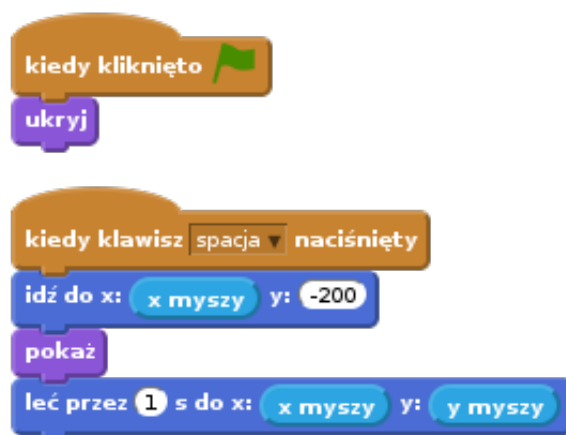 kiedy kliknięto
ukryj
kiedy klawisz spacja naciśnięty
idź do x: x myszy y: -200
pokaż
leć przez 1 s do x: x myszy y: y myszy